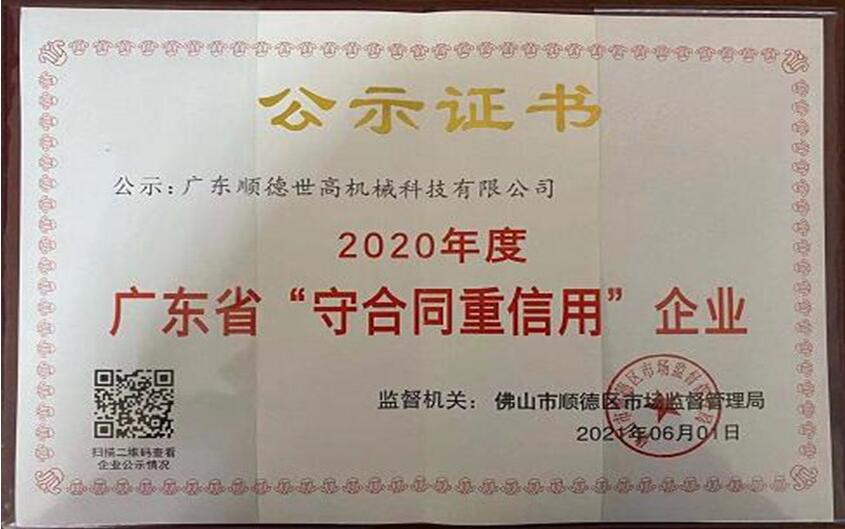 公示证书
公示：广东顺德世高机械科技有限公司
2020年度
广东省“守合同重信用”企业
监督机关： 佛山市顺德区市场监督管理局
2021年06月01日
扫描二维码查看
企业公示情况